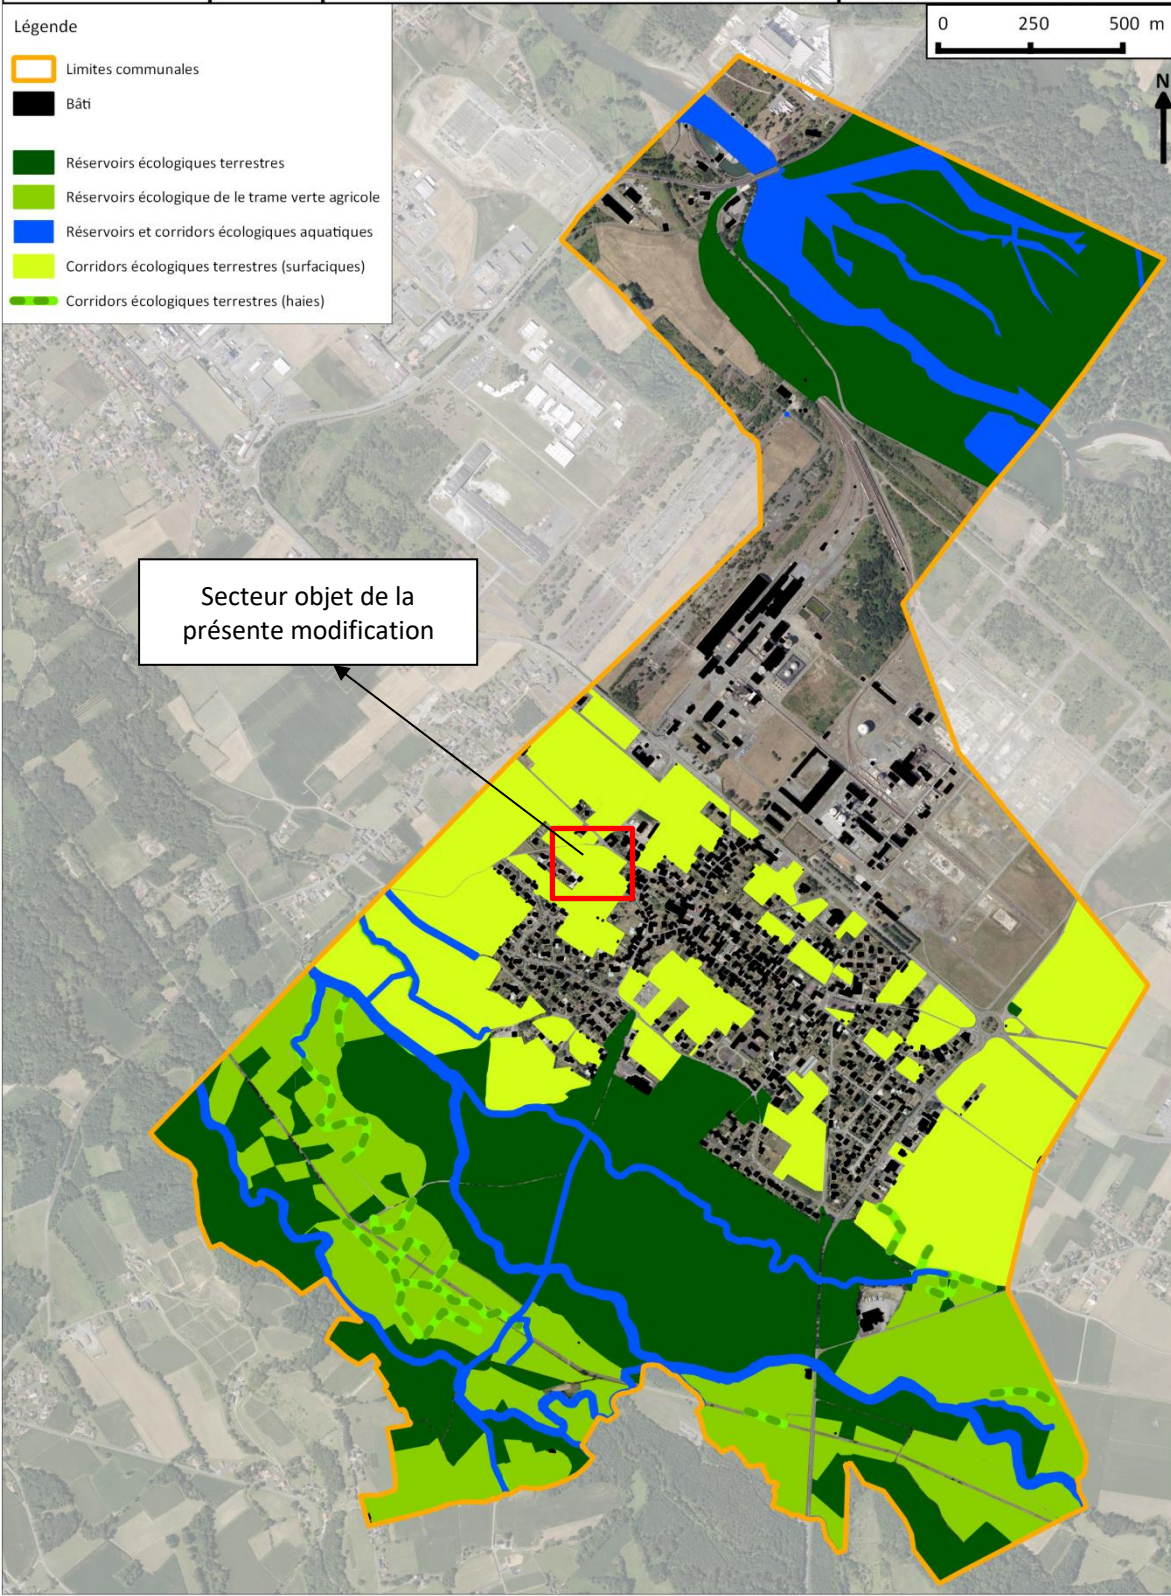 Légende
0 250 500 m
Limites communales
Bâti
N
Réservoirs écologiques terrestres
Réservoirs écologique de le trame verte agricole
Réservoirs et corridors écologiques aquatiques
Corridors écologiques terrestres (surfaciques)
Corridors écologiques terrestres (haies)
Secteur objet de la
présente modification